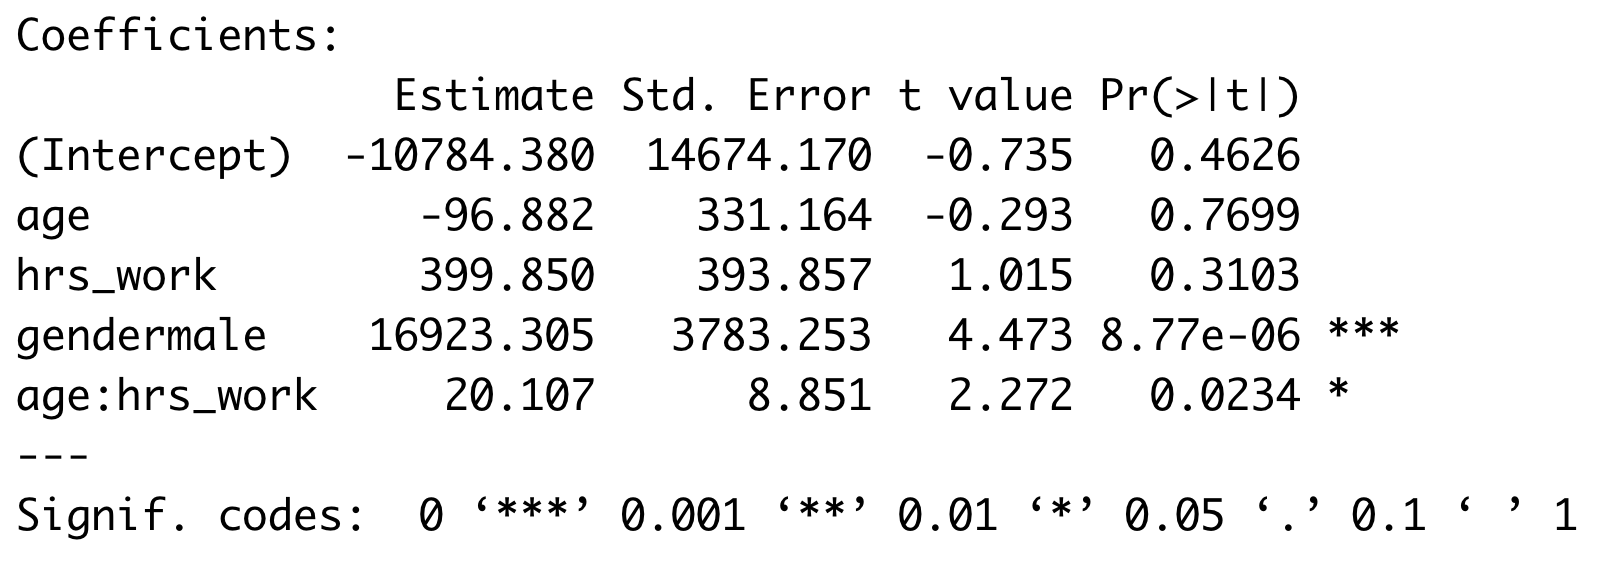 Coefficients:
Estimate Std. Error t value Pr(>|t|)
(Intercept) -10784.380 14674.170 -0.735 0.4626
age -96.882 331.164 -0.293 0.7699
hrs_work 399.850 393.857 1.015 0.3103
gendermale 16923.305 3783.253 4.473 8.77e-06 ***
age:hrs_work 20.107 8.851 2.272 0.0234 *
---
Signif. codes: 0 ‘***’ 0.001 ‘**’ 0.01 ‘*’ 0.05 ‘.’ 0.1 ‘ ’ 1